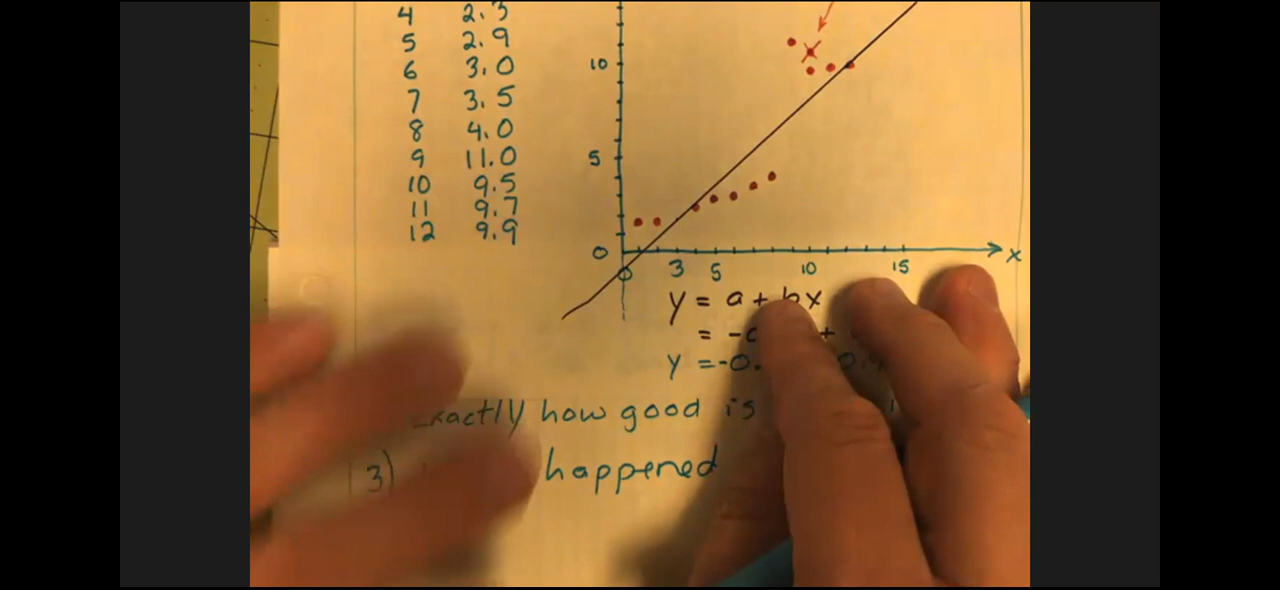 4 2.3
5 2.9
6 3.0
7 3.5
8 4.0
9 11.0
10 9.5
11 9.7
12 9.9
10
5
0
0 3 5 10 15 x
y = a + bx
= - +
y = -0.
Exactly how good is
3) happened